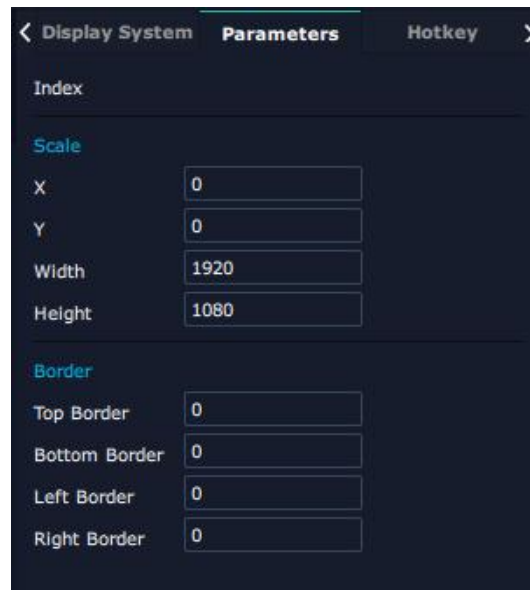 Display System Parameters Hotkey
Index
Scale
X 0
Y 0
Width 1920
Height 1080
Border
Top Border 0
Bottom Border 0
Left Border 0
Right Border 0